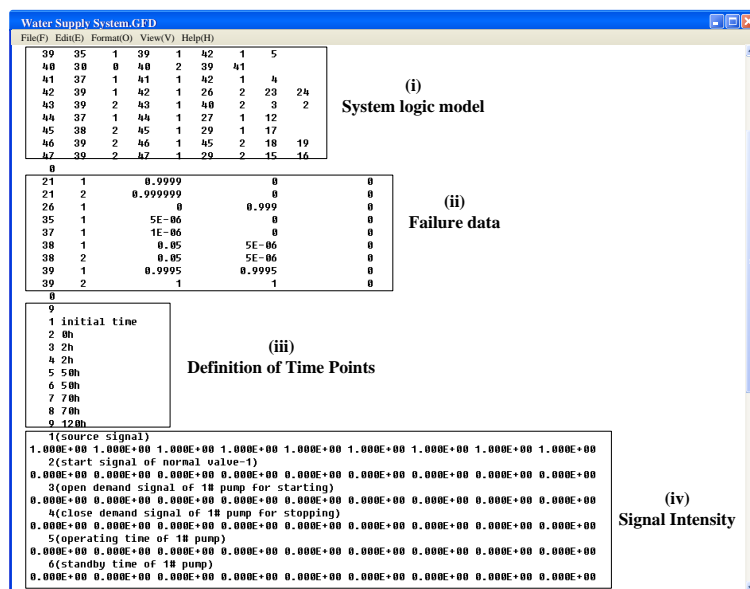 Water Supply System.GFD
File(F) Edit(E) Format(O) View(V) Help(H)
39 35 1 39 1 42 1 5
40 30 0 40 2 39 41
41 37 1 41 1 42 1 4
42 39 1 42 1 26 2 23 24
43 39 2 43 1 40 2 3 2
44 37 1 44 1 27 1 12
45 38 2 45 1 29 1 17
46 39 2 46 1 45 2 18 19
47 39 2 47 1 29 2 15 16
(i)
System logic model
0
21 1 0.9999 0 0
21 2 0.999999 0 0
26 1 0 0.999 0
35 1 5E-06 0 0
37 1 1E-06 0 0
38 1 0.05 5E-06 0
38 2 0.05 5E-06 0
39 1 0.9995 0.9995 0
39 2 1 1 0
(ii)
Failure data
0
9
1 initial time
2 0h
3 2h
4 2h
5 50h
6 50h
7 70h
8 70h
9 120h
(iii)
Definition of Time Points
1(source signal)
1.000E+00 1.000E+00 1.000E+00 1.000E+00 1.000E+00 1.000E+00 1.000E+00 1.000E+00 1.000E+00
2(start signal of normal valve-1)
0.000E+00 0.000E+00 0.000E+00 0.000E+00 0.000E+00 0.000E+00 0.000E+00 0.000E+00 0.000E+00
3(open demand signal of 1# pump for starting)
0.000E+00 0.000E+00 0.000E+00 0.000E+00 0.000E+00 0.000E+00 0.000E+00 0.000E+00 0.000E+00
4(close demand signal of 1# pump for stopping)
0.000E+00 0.000E+00 0.000E+00 0.000E+00 0.000E+00 0.000E+00 0.000E+00 0.000E+00 0.000E+00
5(operating time of 1# pump)
0.000E+00 0.000E+00 0.000E+00 0.000E+00 0.000E+00 0.000E+00 0.000E+00 0.000E+00 0.000E+00
6(standby time of 1# pump)
0.000E+00 0.000E+00 0.000E+00 0.000E+00 0.000E+00 0.000E+00 0.000E+00 0.000E+00 0.000E+00
(iv)
Signal Intensity